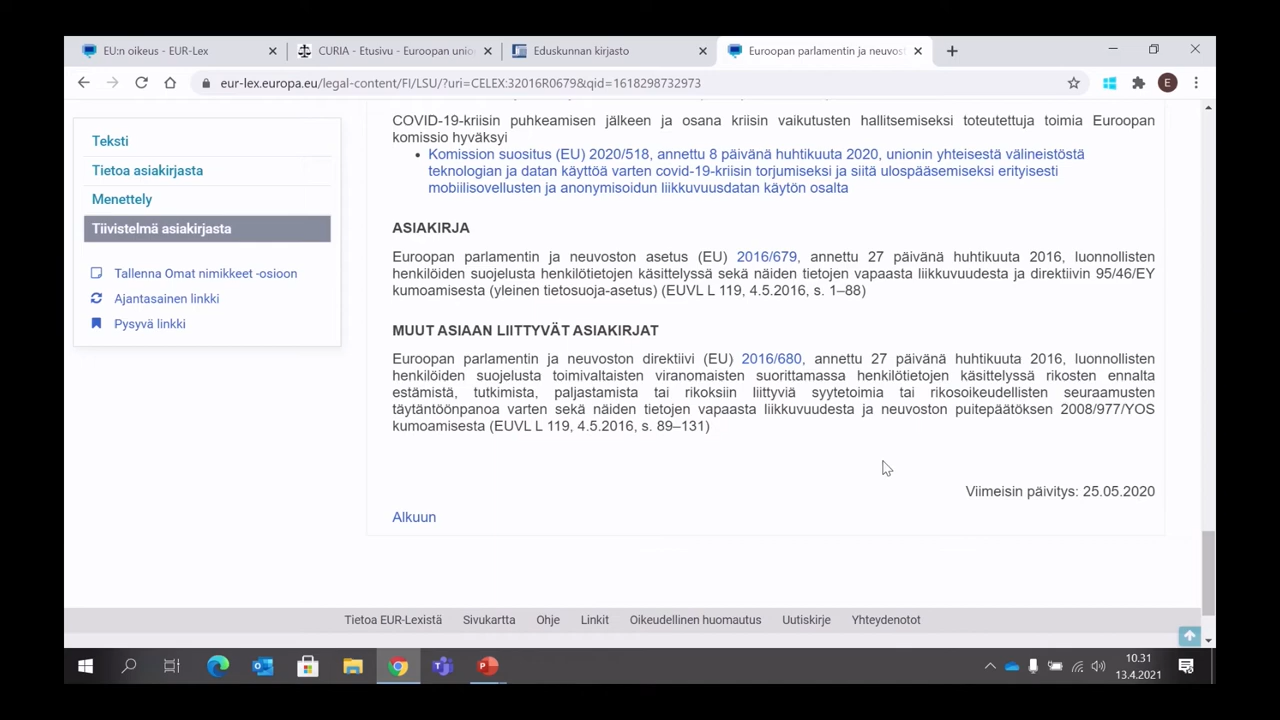 EU:n oikeus - EUR-Lex
CURIA - Etusivu - Euroopan unio
Eduskunnan kirjasto
Euroopan parlamentin ja neuvost
eur-lex.europa.eu/legal-content/FI/LSU/?uri=CELEX:32016R0679&qid=1618298732973
E
Teksti
Tietoa asiakirjasta
Menettely
Tiivistelmä asiakirjasta
Tallenna Omat nimikkeet -osioon
Ajantasainen linkki
Pysyvä linkki
COVID-19-kriisin puhkeamisen jälkeen ja osana kriisin vaikutusten hallitsemiseksi toteutettuja toimia Euroopan
komissio hyväksyi
• Komission suositus (EU) 2020/518, annettu 8 päivänä huhtikuuta 2020, unionin yhteisestä välineistöstä
teknologian ja datan käyttöä varten covid-19-kriisin torjumiseksi ja siitä ulospääsemiseksi erityisesti
mobiilisovellusten ja anonymisoidun liikkuvuusdatan käytön osalta
ASIAKIRJA
Euroopan parlamentin ja neuvoston asetus (EU) 2016/679, annettu 27 päivänä huhtikuuta 2016, luonnollisten
henkilöiden suojelusta henkilötietojen käsittelyssä sekä näiden tietojen vapaasta liikkuvuudesta ja direktiivin 95/46/EY
kumoamisesta (yleinen tietosuoja-asetus) (EUVL L 119, 4.5.2016, s. 1–88)
MUUT ASIAAN LIITTYVÄT ASIAKIRJAT
Euroopan parlamentin ja neuvoston direktiivi (EU) 2016/680, annettu 27 päivänä huhtikuuta 2016, luonnollisten
henkilöiden suojelusta toimivaltaisten viranomaisten suorittamassa henkilötietojen käsittelyssä rikosten ennalta
estämistä, tutkimista, paljastamista tai rikoksiin liittyviä syytetoimia tai rikosoikeudellisten seuraamusten
täytäntöönpanoa varten sekä näiden tietojen vapaasta liikkuvuudesta ja neuvoston puitepäätöksen 2008/977/YOS
kumoamisesta (EUVL L 119, 4.5.2016, s. 89–131)
Viimeisin päivitys: 25.05.2020
Alkuun
Tietoa EUR-Lexistä Sivukartta Ohje Linkit Oikeudellinen huomautus Uutiskirje Yhteydenotot
10.31
13.4.2021